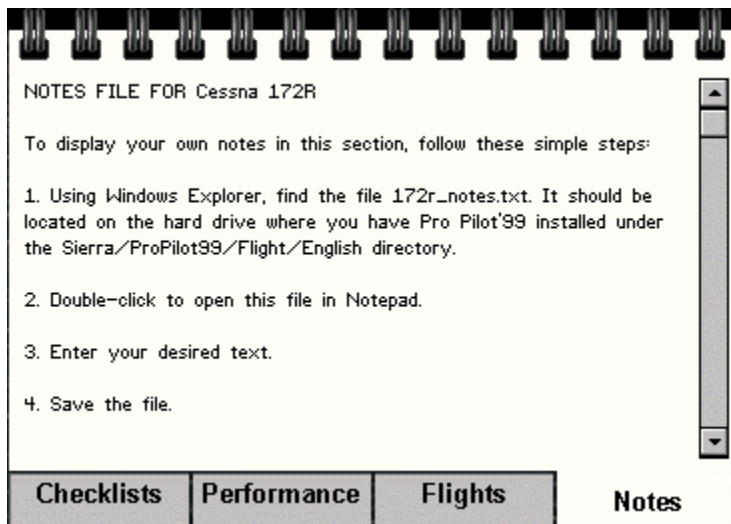 NOTES FILE FOR Cessna 172R
To display your own notes in this section, follow these simple steps:
1. Using Windows Explorer, find the file 172r_notes.txt. It should be
located on the hard drive where you have Pro Pilot'99 installed under
the Sierra/ProPilot99/Flight/English directory.
2. Double-click to open this file in Notepad.
3. Enter your desired text.
4. Save the file.
Checklists
Performance
Flights
Notes